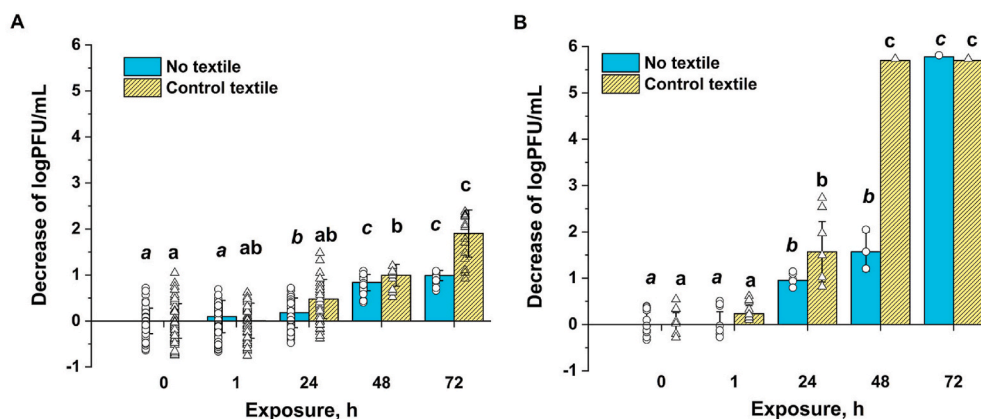 A
Decrease of logPFU/mL
6
5
4
3
2
1
0
-1
No textile
Control textile
a a a ab b ab c b c c
0 1 24 48 72
Exposure, h
B
Decrease of logPFU/mL
6
5
4
3
2
1
0
-1
No textile
Control textile
a a a a b b b c c c
0 1 24 48 72
Exposure, h